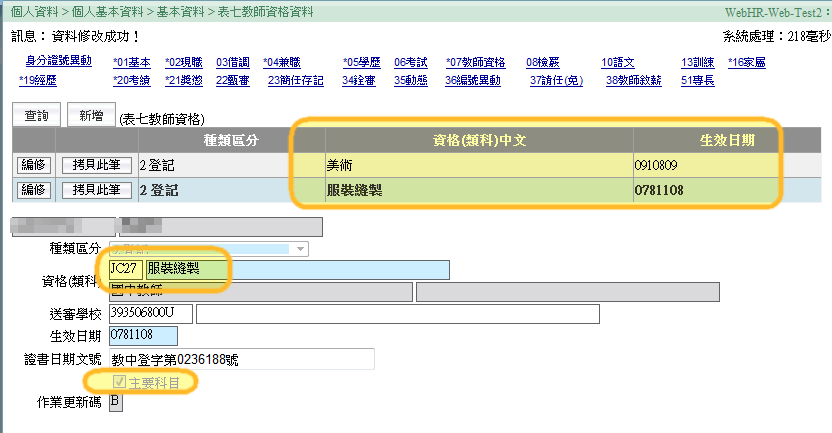 個人資料 > 個人基本資料 > 基本資料 > 表七教師資格資料 WebHR-Web-Test2：
訊息： 資料修改成功！ 系統處理：218毫秒
身分證號異動 *01基本 *02現職 03借調 *04兼職 *05學歷 06考試 *07教師資格 08檢覈 10語文 13訓練 *16家屬
*19經歷 *20考績 *21獎懲 22甄審 23簡任存記 34銓審 35動態 36編號異動 37請任(免) 38教師敘薪 51專長
查詢 新增 (表七教師資格)
種類區分 資格(類科)中文 生效日期
編修 拷貝此筆 2 登記 美術 0910809
編修 拷貝此筆 2 登記 服裝縫製 0781108
種類區分
JC27 服裝縫製
資格(類科)
國中教師
送審學校 393506800U
生效日期 0781108
證書日期文號 教中登字第0236188號
主要科目
作業更新碼 B